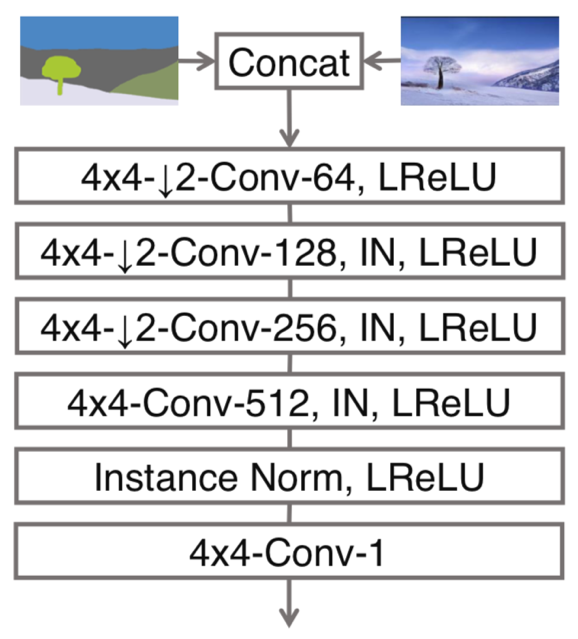 Concat
4x4-↓2-Conv-64, LReLU
4x4-↓2-Conv-128, IN, LReLU
4x4-↓2-Conv-256, IN, LReLU
4x4-Conv-512, IN, LReLU
Instance Norm, LReLU
4x4-Conv-1